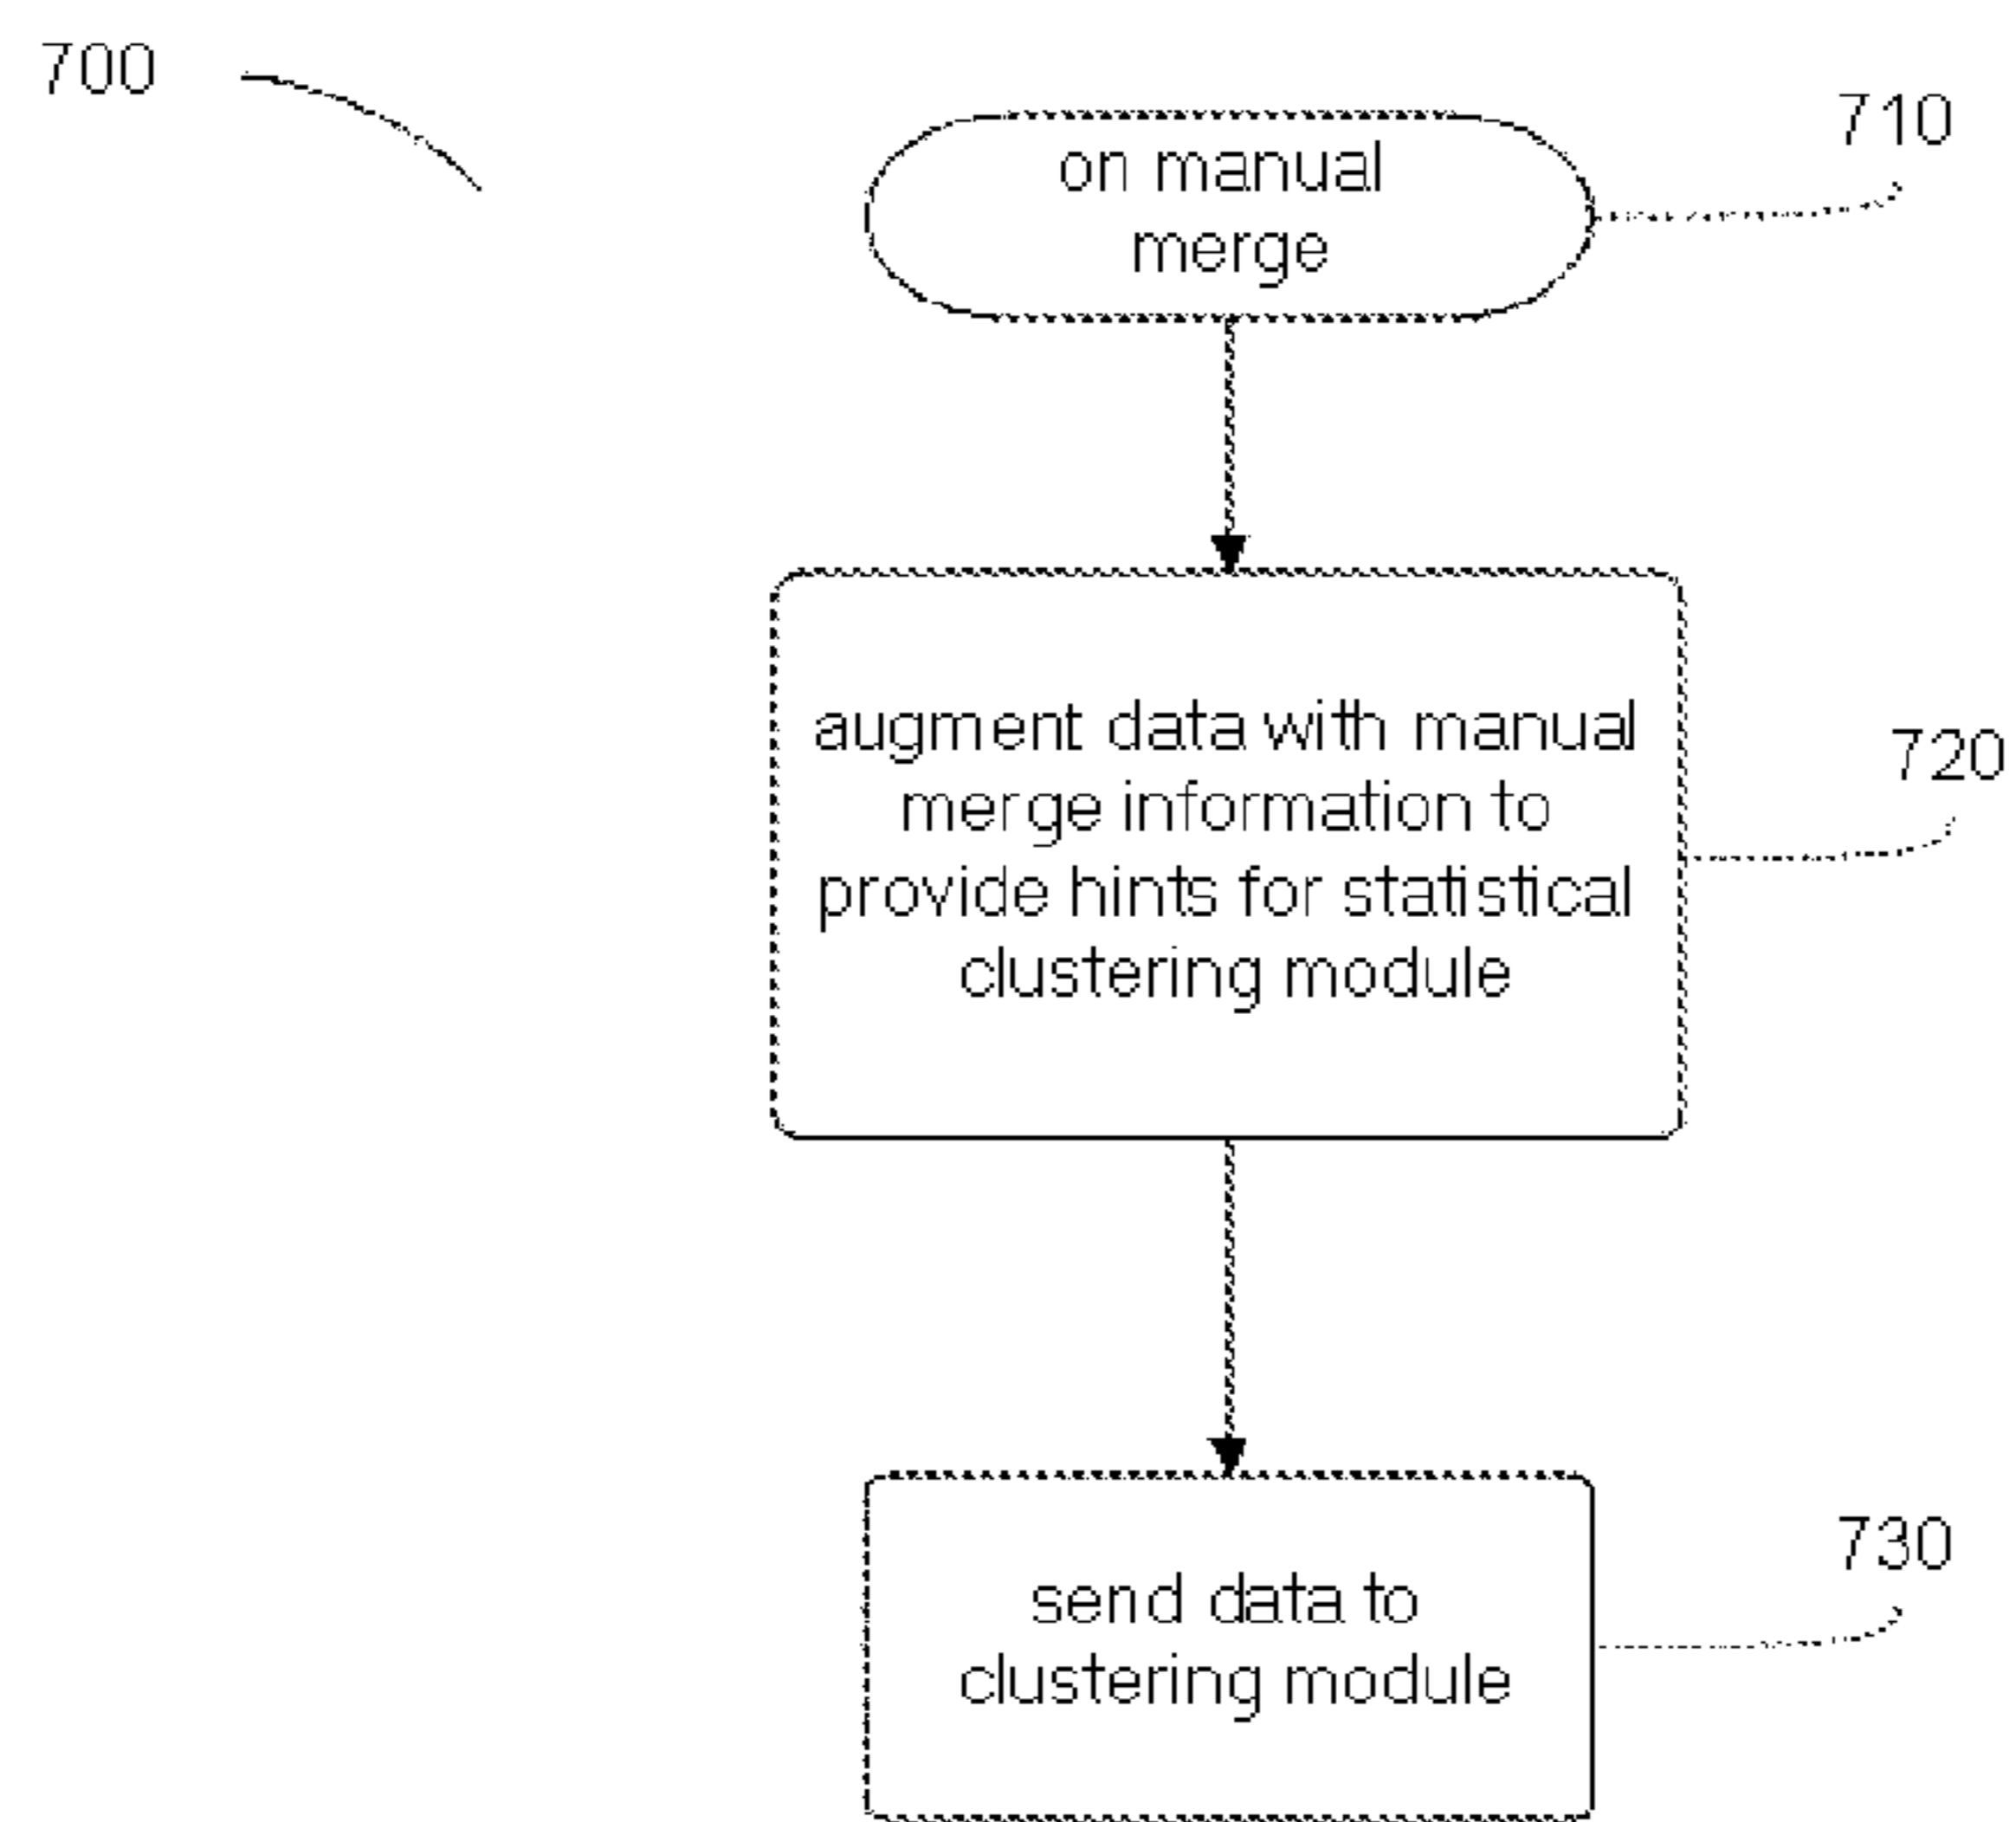 700
710
on manual
merge
augment data with manual
merge information to
provide hints for statistical
clustering module
720
send data to
clustering module
730